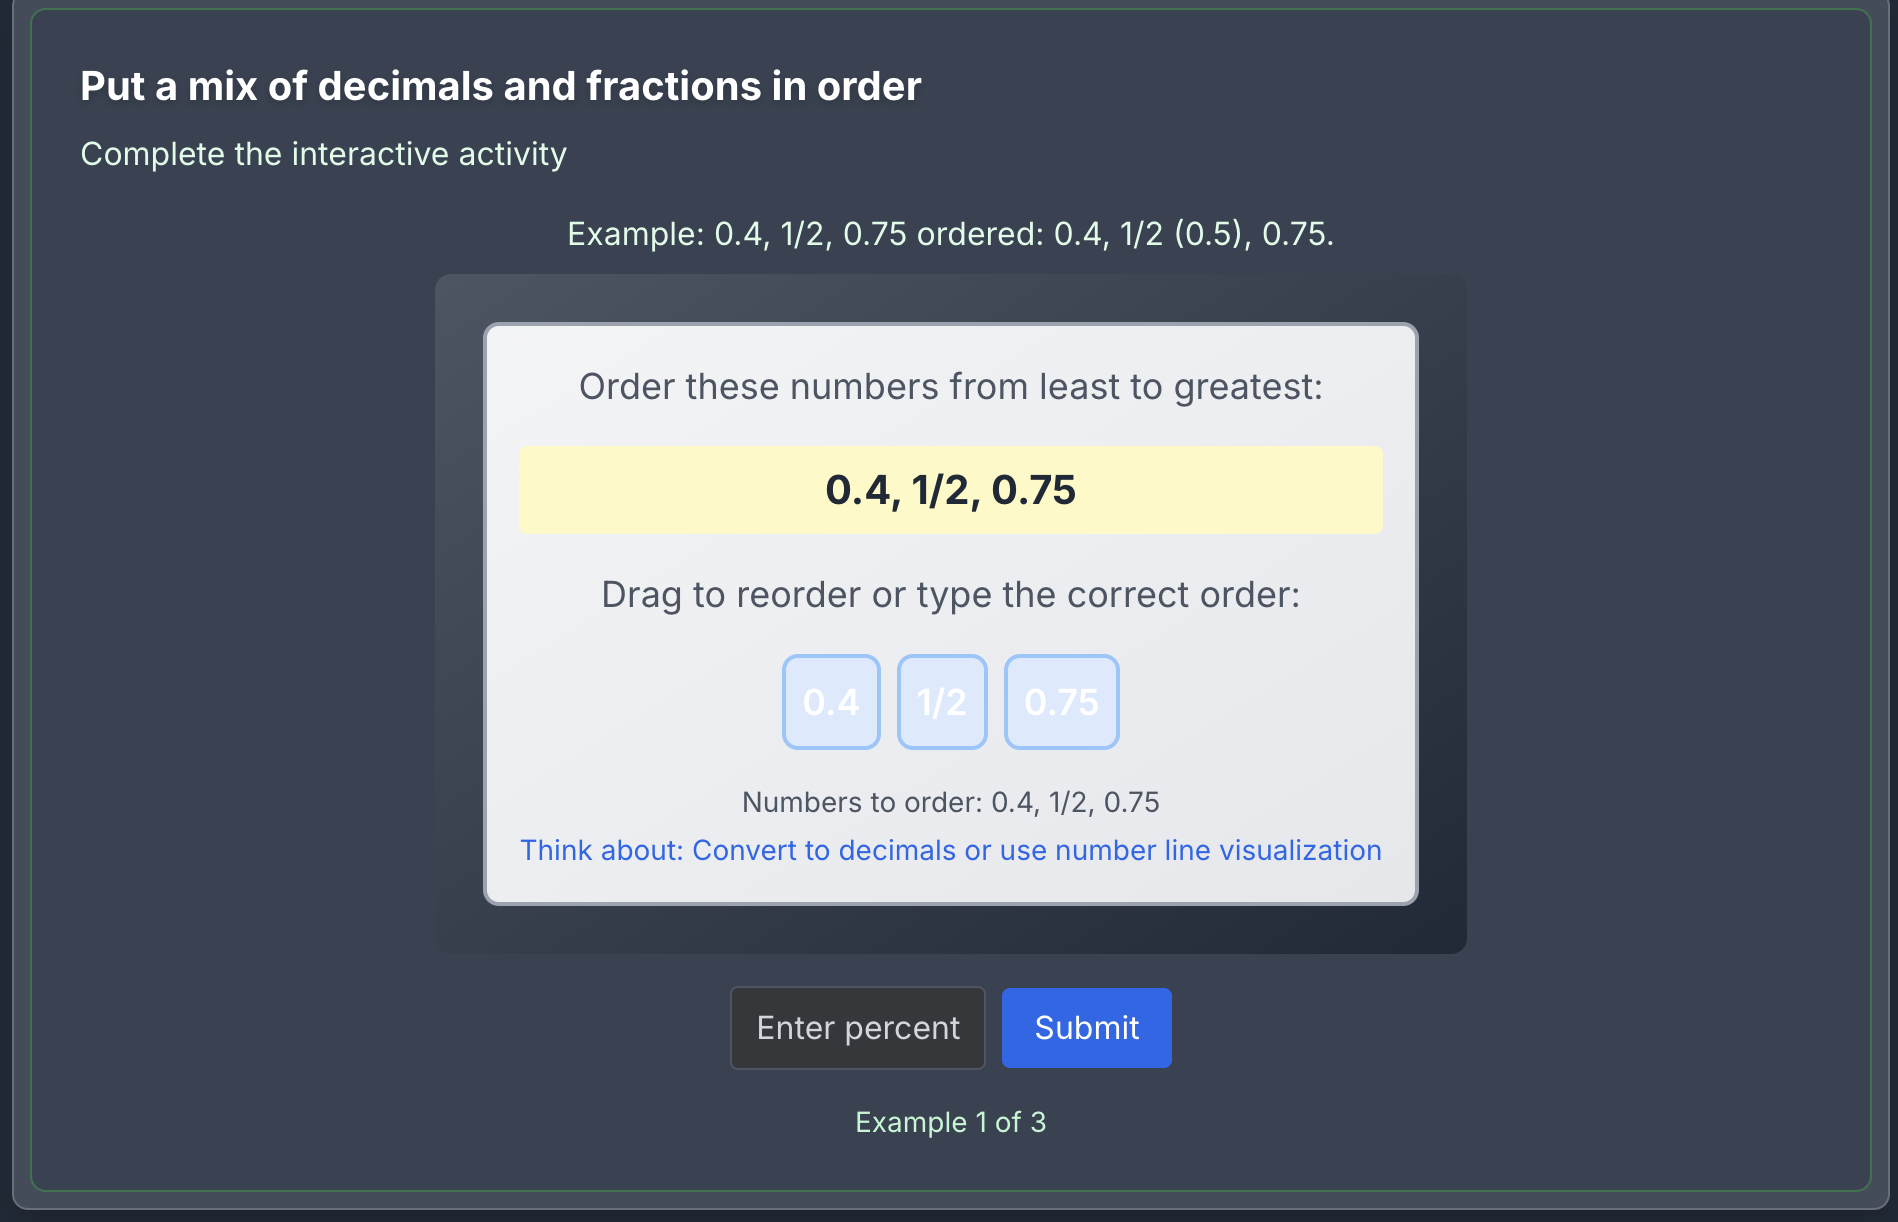 Put a mix of decimals and fractions in order
Complete the interactive activity
Example: 0.4, 1/2, 0.75 ordered: 0.4, 1/2 (0.5), 0.75.
Order these numbers from least to greatest:
0.4, 1/2, 0.75
Drag to reorder or type the correct order:
0.4 1/2 0.75
Numbers to order: 0.4, 1/2, 0.75
Think about: Convert to decimals or use number line visualization
Enter percent Submit
Example 1 of 3